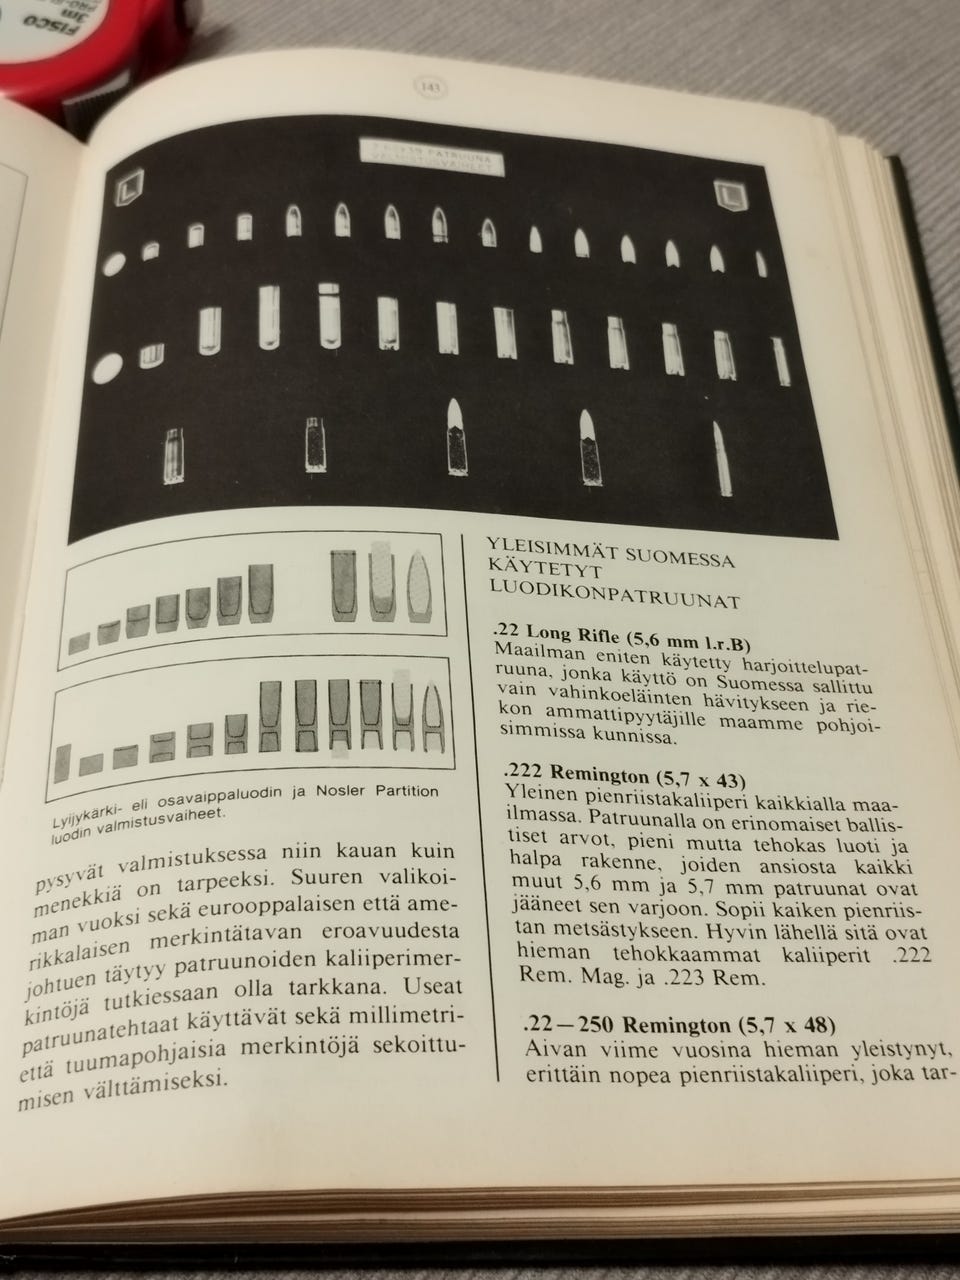 FISCO
3m
143
PATRUUNA
VALMISTUSVAIHEET
L
L
Lyijykärki- eli osavaippaluodin ja Nosler Partition
luodin valmistusvaiheet.
pysyvät valmistuksessa niin kauan kuin
menekkiä on tarpeeksi. Suuren valikoi-
man vuoksi sekä eurooppalaisen että ame-
rikkalaisen merkintätavan eroavuudesta
johtuen täytyy patruunoiden kaliiperimer-
kintöjä tutkiessaan olla tarkkana. Useat
patruunatehtaat käyttävät sekä millimetri-
että tuumapohjaisia merkintöjä sekoittu-
misen välttämiseksi.
YLEISIMMÄT SUOMESSA
KÄYTETYT
LUODIKONPATRUUNAT
.22 Long Rifle (5,6 mm l.r.B)
Maailman eniten käytetty harjoittelupat-
ruuna, jonka käyttö on Suomessa sallittu
vain vahinkoeläinten hävitykseen ja rie-
kon ammattipyytäjille maamme pohjoi-
simmissa kunnissa.
.222 Remington (5,7 x 43)
Yleinen pienriistakaliiperi kaikkialla maa-
ilmassa. Patruunalla on erinomaiset ballis-
tiset arvot, pieni mutta tehokas luoti ja
halpa rakenne, joiden ansiosta kaikki
muut 5,6 mm ja 5,7 mm patruunat ovat
jääneet sen varjoon. Sopii kaiken pienriis-
tan metsästykseen. Hyvin lähellä sitä ovat
hieman tehokkaammat kaliiperit .222
Rem. Mag. ja .223 Rem.
.22—250 Remington (5,7 x 48)
Aivan viime vuosina hieman yleistynyt,
erittäin nopea pienriistakaliiperi, joka tar-